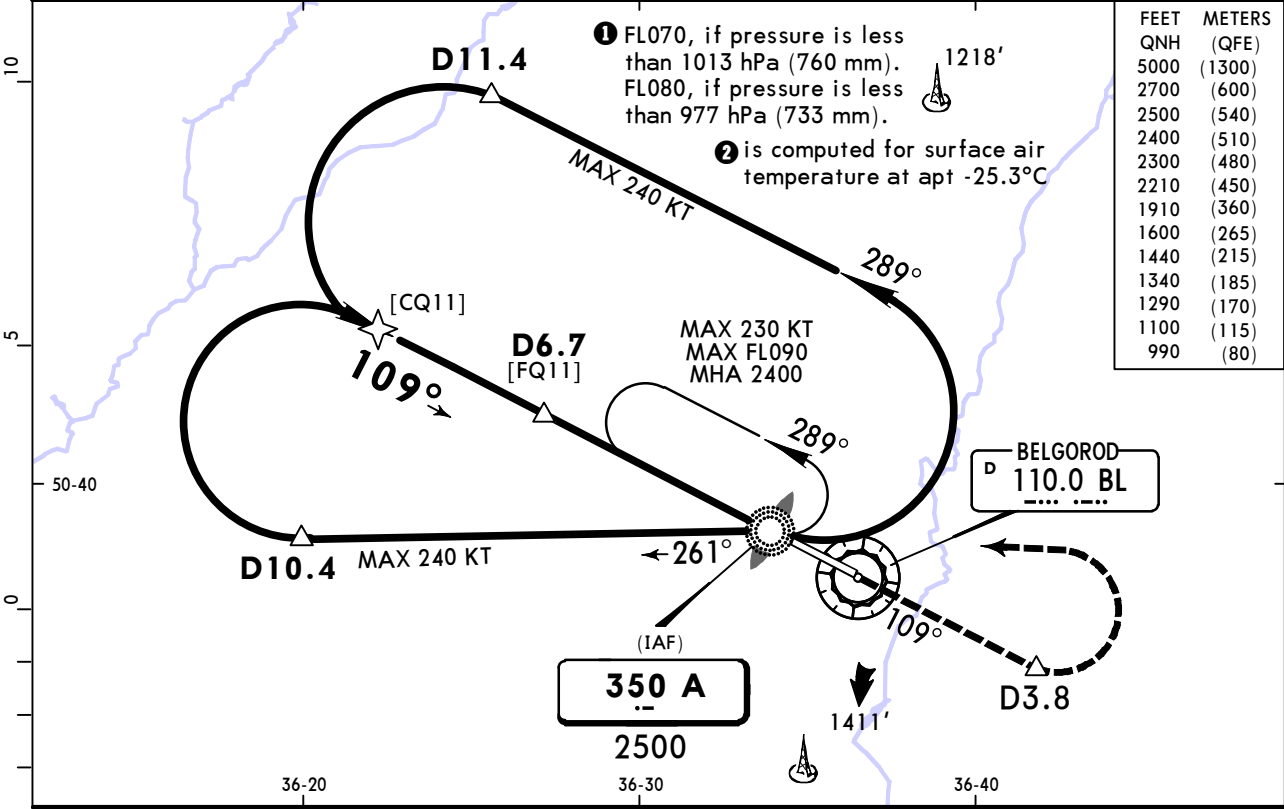 ❶ FL070, if pressure is less
than 1013 hPa (760 mm).
FL080, if pressure is less
than 977 hPa (733 mm).
❷ is computed for surface air
temperature at apt -25.3°C
1218'
FEET METERS
QNH (QFE)
5000 (1300)
2700 (600)
2500 (540)
2400 (510)
2300 (480)
2210 (450)
1910 (360)
1600 (265)
1440 (215)
1340 (185)
1290 (170)
1100 (115)
990 (80)
10
5
0
D11.4
MAX 240 KT
289°
[CQ11]
109°
D6.7
[FQ11]
MAX 230 KT
MAX FL090
MHA 2400
289°
BELGOROD
D 110.0 BL
50-40
D10.4
MAX 240 KT
261°
109°
(IAF)
350 A
2500
D3.8
1411'
36-20
36-30
36-40